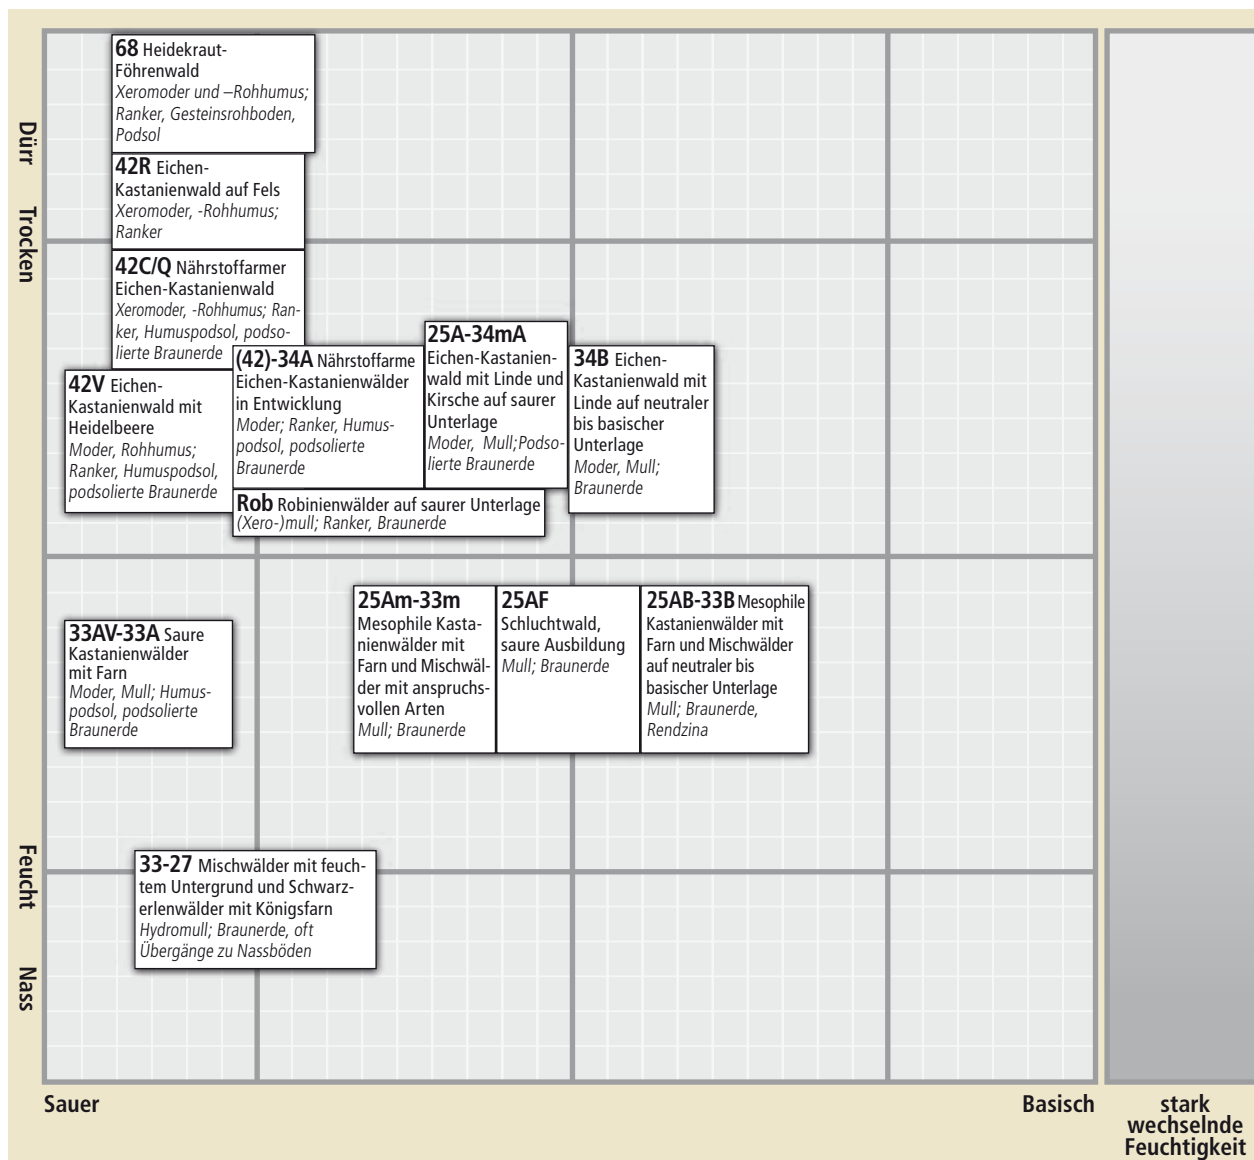 Dürr
Trocken
Feucht
Nass
68 Heidekraut-
Föhrenwald
Xeromoder und –Rohhumus;
Ranker, Gesteinsrohboden,
Podsol
42R Eichen-
Kastanienwald auf Fels
Xeromoder, -Rohhumus;
Ranker
42C/Q Nährstoffarmer
Eichen-Kastanienwald
Xeromoder, -Rohhumus; Ran-
ker, Humuspodsol, podso-
lierte Braunerde
42V Eichen-
Kastanienwald mit
Heidelbeere
Moder, Rohhumus;
Ranker, Humuspodsol,
podsolierte Braunerde
(42)-34A Nährstoffarme
Eichen-Kastanienwälder
in Entwicklung
Moder; Ranker, Humus-
podsol, podsolierte
Braunerde
25A-34mA
Eichen-Kastanien-
wald mit Linde und
Kirsche auf saurer
Unterlage
Moder, Mull;Podso-
lierte Braunerde
34B Eichen-
Kastanienwald mit
Linde auf neutraler
bis basischer
Unterlage
Moder, Mull;
Braunerde
Rob Robinienwälder auf saurer Unterlage
(Xero-)mull; Ranker, Braunerde
33AV-33A Saure
Kastanienwälder
mit Farn
Moder, Mull; Humus-
podsol, podsolierte
Braunerde
25Am-33m
Mesophile Kasta-
nienwälder mit
Farn und Mischwäl-
der mit anspruchs-
vollen Arten
Mull; Braunerde
25AF
Schluchtwald,
saure Ausbildung
Mull; Braunerde
25AB-33B Mesophile
Kastanienwälder mit
Farn und Mischwälder
auf neutraler bis
basischer Unterlage
Mull; Braunerde,
Rendzina
33-27 Mischwälder mit feuch-
tem Untergrund und Schwarz-
erlenwälder mit Königsfarn
Hydromull; Braunerde, oft
Übergänge zu Nassböden
Sauer
Basisch
stark
wechselnde
Feuchtigkeit